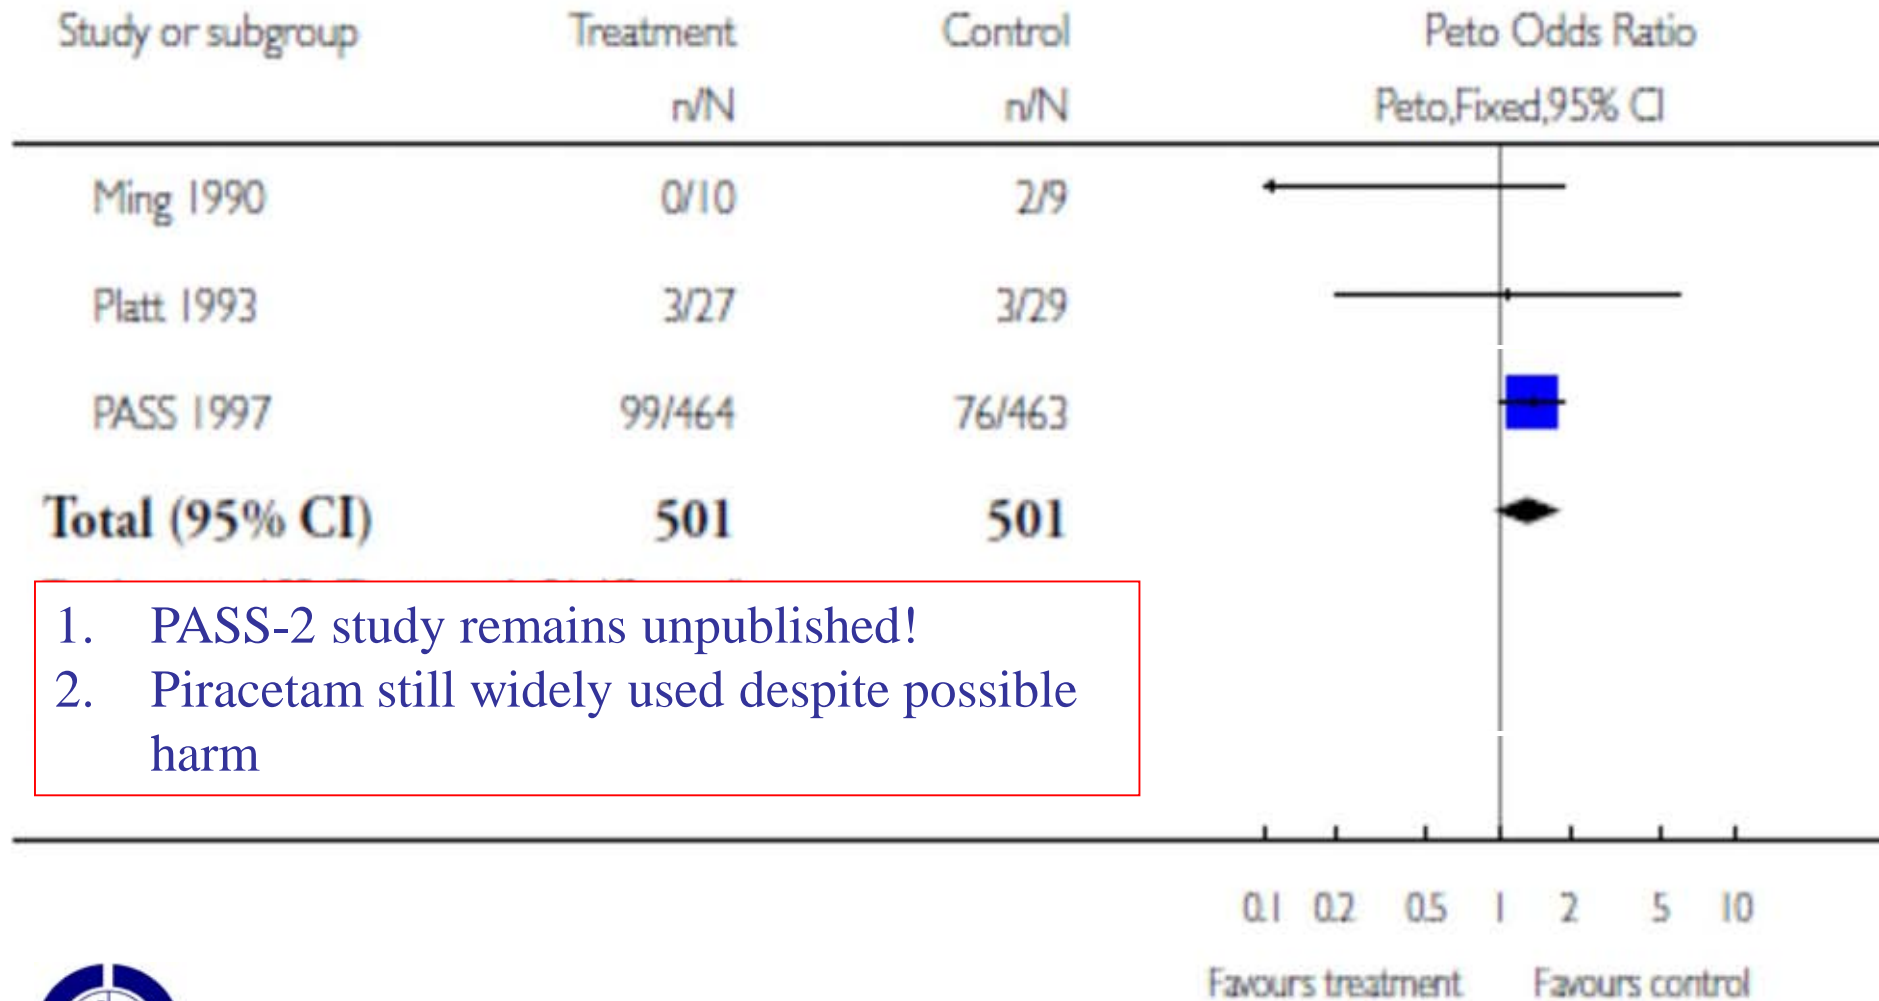 Study or subgroup Treatment Control Peto Odds Ratio
n/N n/N Peto,Fixed,95% CI
Ming 1990 0/10 2/9
Platt 1993 3/27 3/29
PASS 1997 99/464 76/463
Total (95% CI) 501 501
1. PASS-2 study remains unpublished!
2. Piracetam still widely used despite possible
harm
0.1 0.2 0.5 1 2 5 10
Favours treatment Favours control